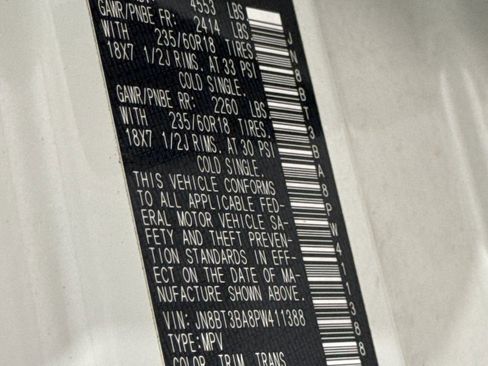 4553 LBS.
GAWR/PNBE FR: 2414 LBS.
WITH 235/60R18 TIRES,
18X7 1/2J RIMS, AT 33 PSI
COLD SINGLE.
GAWR/PNBE RR: 2260 LBS.
WITH 235/60R18 TIRES,
18X7 1/2J RIMS, AT 30 PSI
COLD SINGLE.
THIS VEHICLE CONFORMS
TO ALL APPLICABLE FED-
ERAL MOTOR VEHICLE SA-
FETY AND THEFT PREVEN-
TION STANDARDS IN EFF-
ECT ON THE DATE OF MA-
NUFACTURE SHOWN ABOVE.
VIN: JN8BT3BA8PW411388
TYPE:MPV
COLOR TRIM TRANS
JN8BT3BA8PW411388